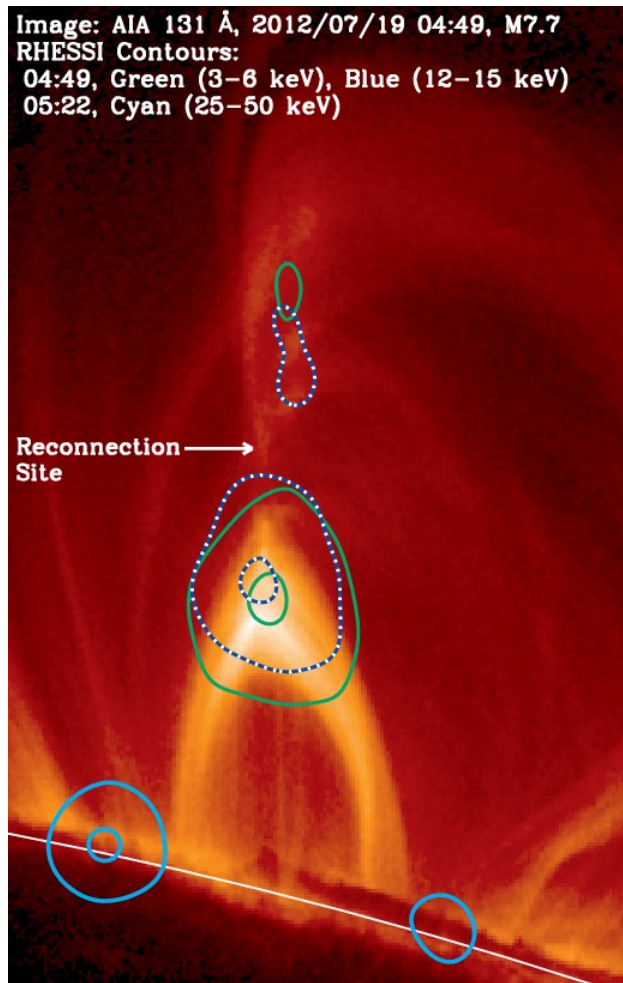 Image: AIA 131 Å, 2012/07/19 04:49, M7.7
RHESSI Contours:
04:49, Green (3–6 keV), Blue (12–15 keV)
05:22, Cyan (25–50 keV)
Reconnection
Site